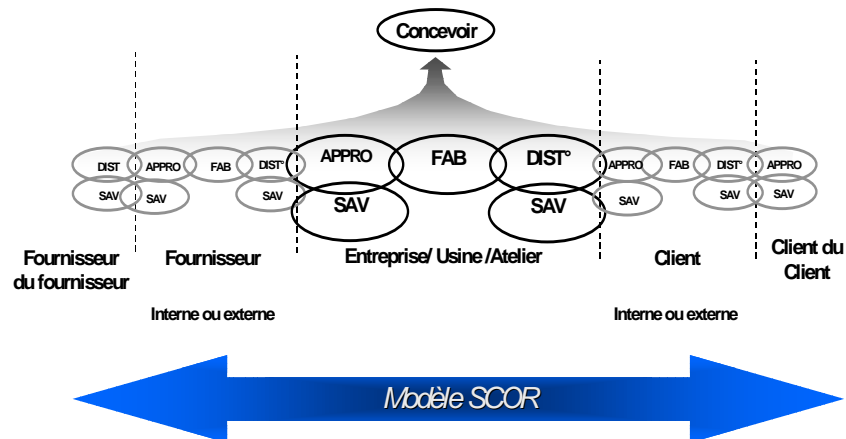 Concevoir
DIST APPRO FAB DIST° APPRO FAB DIST° APPRO FAB DIST° APPRO
SAV SAV SAV SAV SAV SAV SAV SAV
Fournisseur du fournisseur
Fournisseur
Entreprise/ Usine /Atelier
Client
Client du Client
Interne ou externe
Interne ou externe
Modèle SCOR